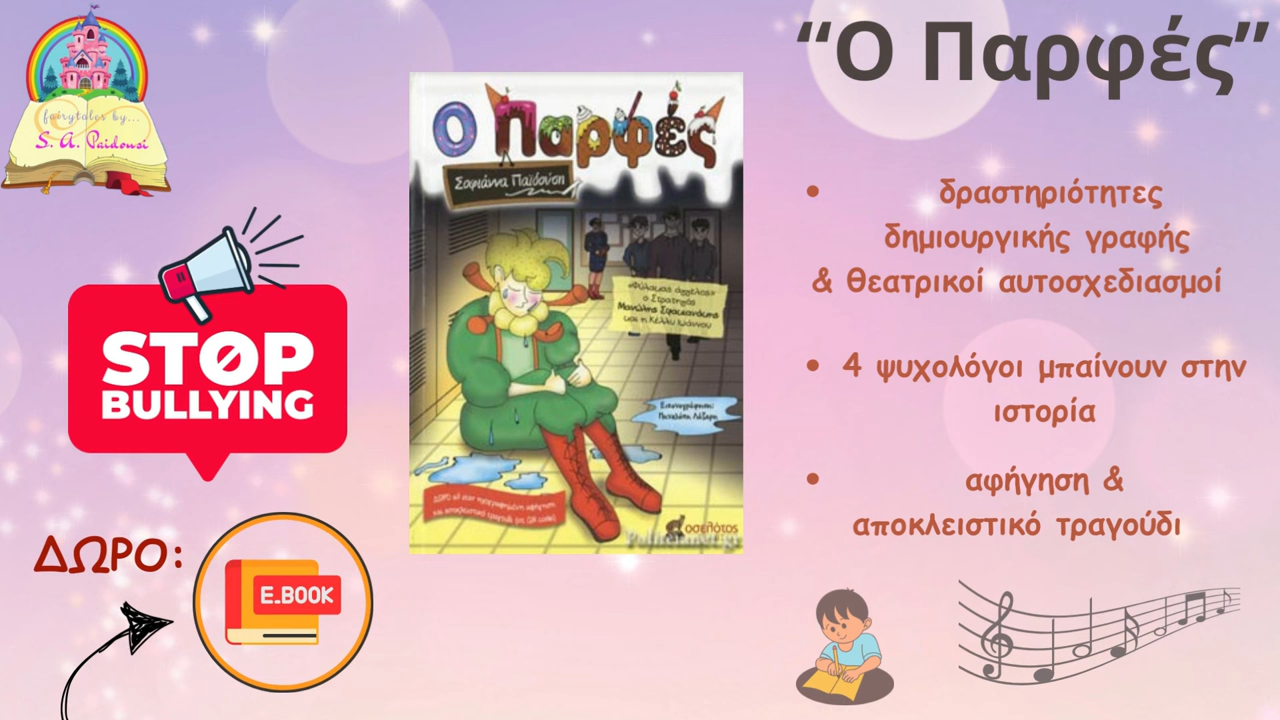 “Ο Παρφές”
fairytales by...
S. A. Paidousi
STOP
BULLYING
ΔΩΡΟ:
E-BOOK
Ο Παρφές
Σοφιάννα Παϊδούση
«Φύλακας άγγελος»
ο Στρατηγός
Μανώλης Σφακιανάκης
και η Κέλλυ Ιωάννου
Εικονογράφηση:
οσελότος
• δραστηριότητες
δημιουργικής γραφής
& θεατρικοί αυτοσχεδιασμοί
• 4 ψυχολόγοι μπαίνουν στην
ιστορία
• αφήγηση &
αποκλειστικό τραγούδι